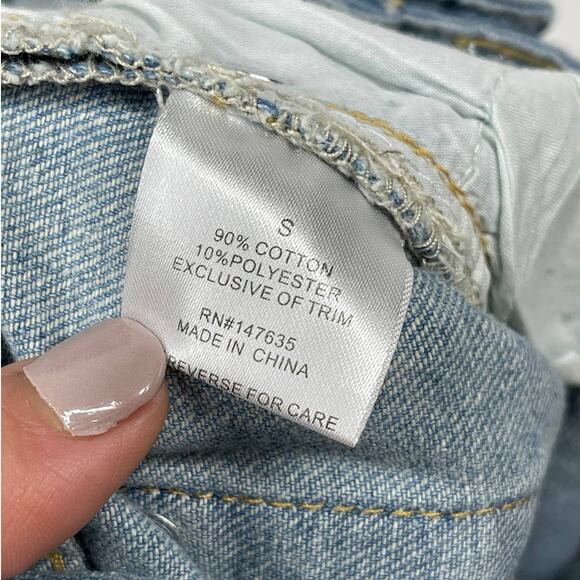 S
90% COTTON
10%POLYESTER
EXCLUSIVE OF TRIM
RN#147635
MADE IN CHINA
REVERSE FOR CARE